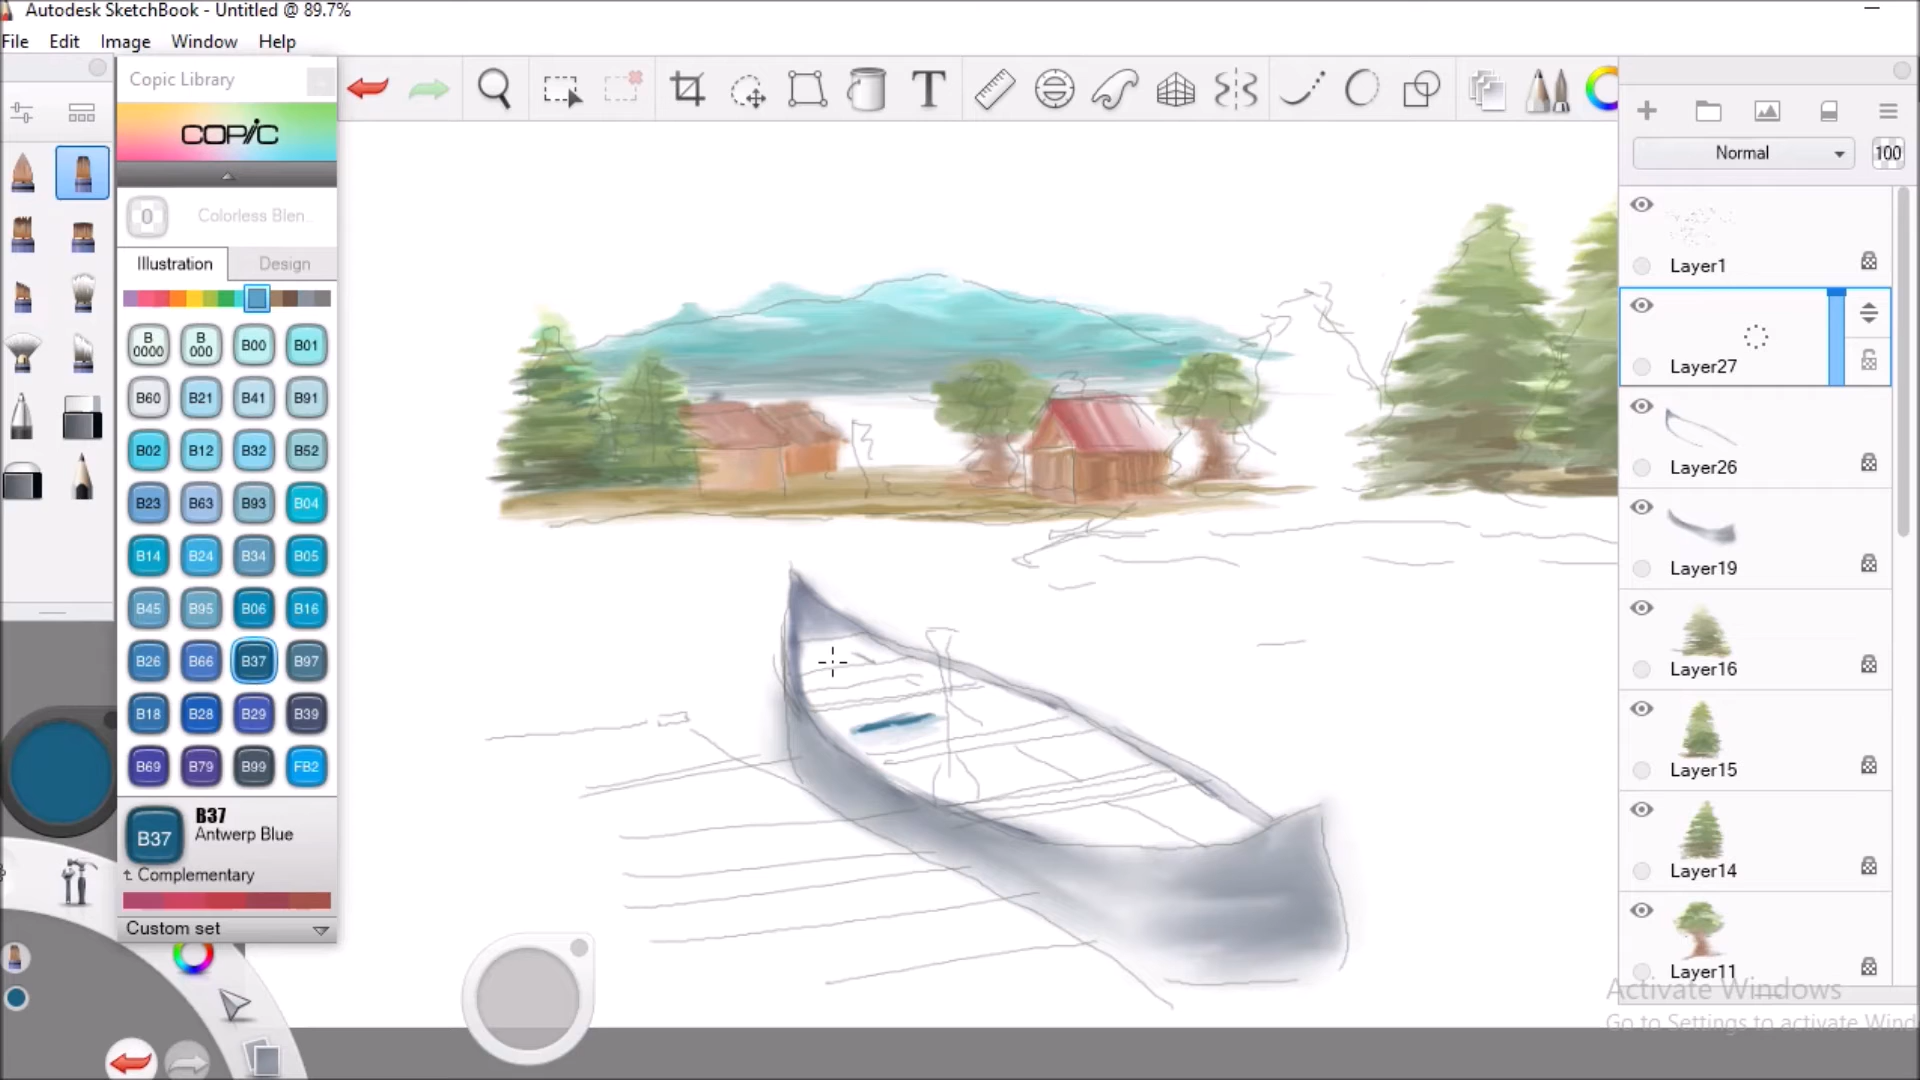 Autodesk SketchBook - Untitled @ 89.7%
File Edit Image Window Help
Copic Library
COPIC
0 Colorless Blen.
Illustration Design
B0000 B000 B00 B01
B60 B21 B41 B91
B02 B12 B32 B52
B23 B63 B93 B04
B14 B24 B34 B05
B45 B95 B06 B16
B26 B66 B37 B97
B18 B28 B29 B39
B69 B79 B99 FB2
B37 B37
Antwerp Blue
Complementary
Custom set
T
Normal 100
Layer1
Layer27
Layer26
Layer19
Layer16
Layer15
Layer14
Layer11
Activate Windows
Go to Settings to activate Wind